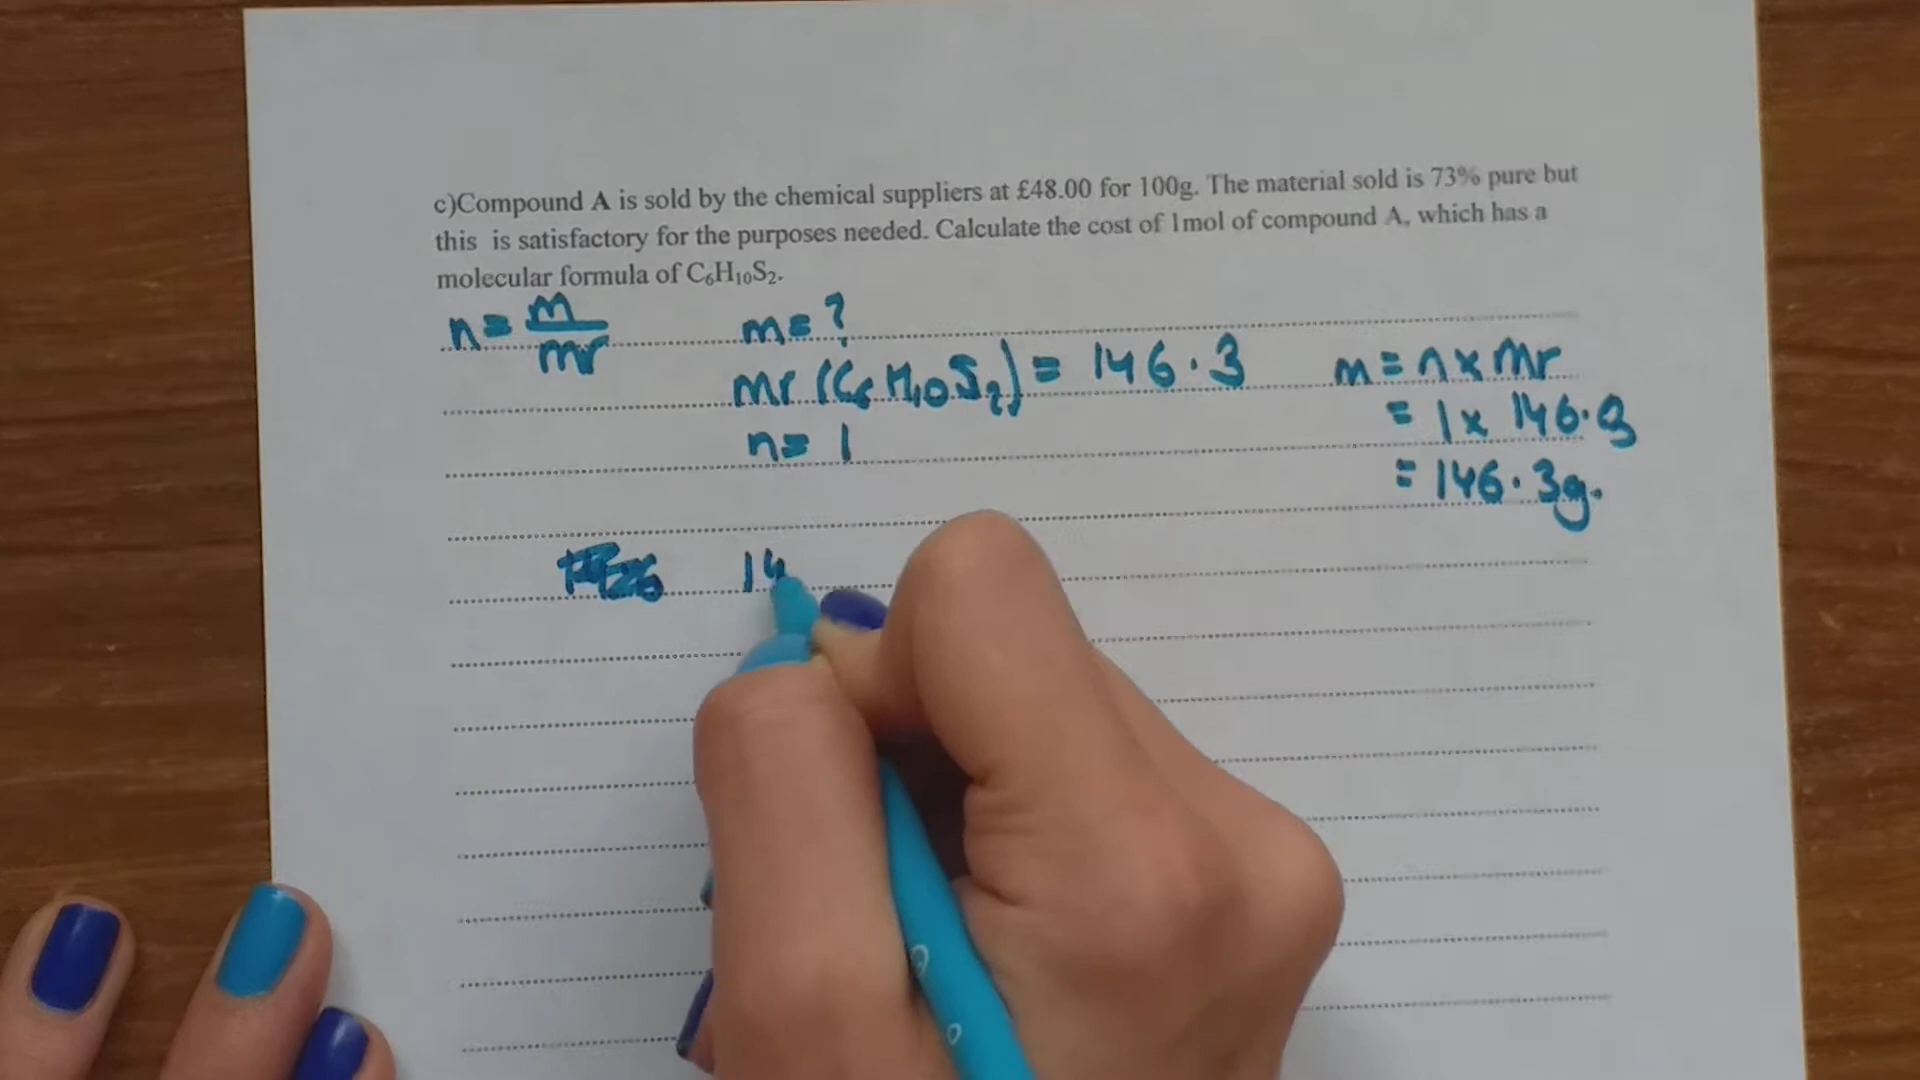 c)Compound A is sold by the chemical suppliers at £48.00 for 100g. The material sold is 73% pure but
this is satisfactory for the purposes needed. Calculate the cost of 1mol of compound A, which has a
molecular formula of C₆H₁₀S₂.
n = m/mr
m = ?
mr (C₆H₁₀S₂) = 146.3
n = 1
m = n x mr
= 1 x 146.3
= 146.3g.
14